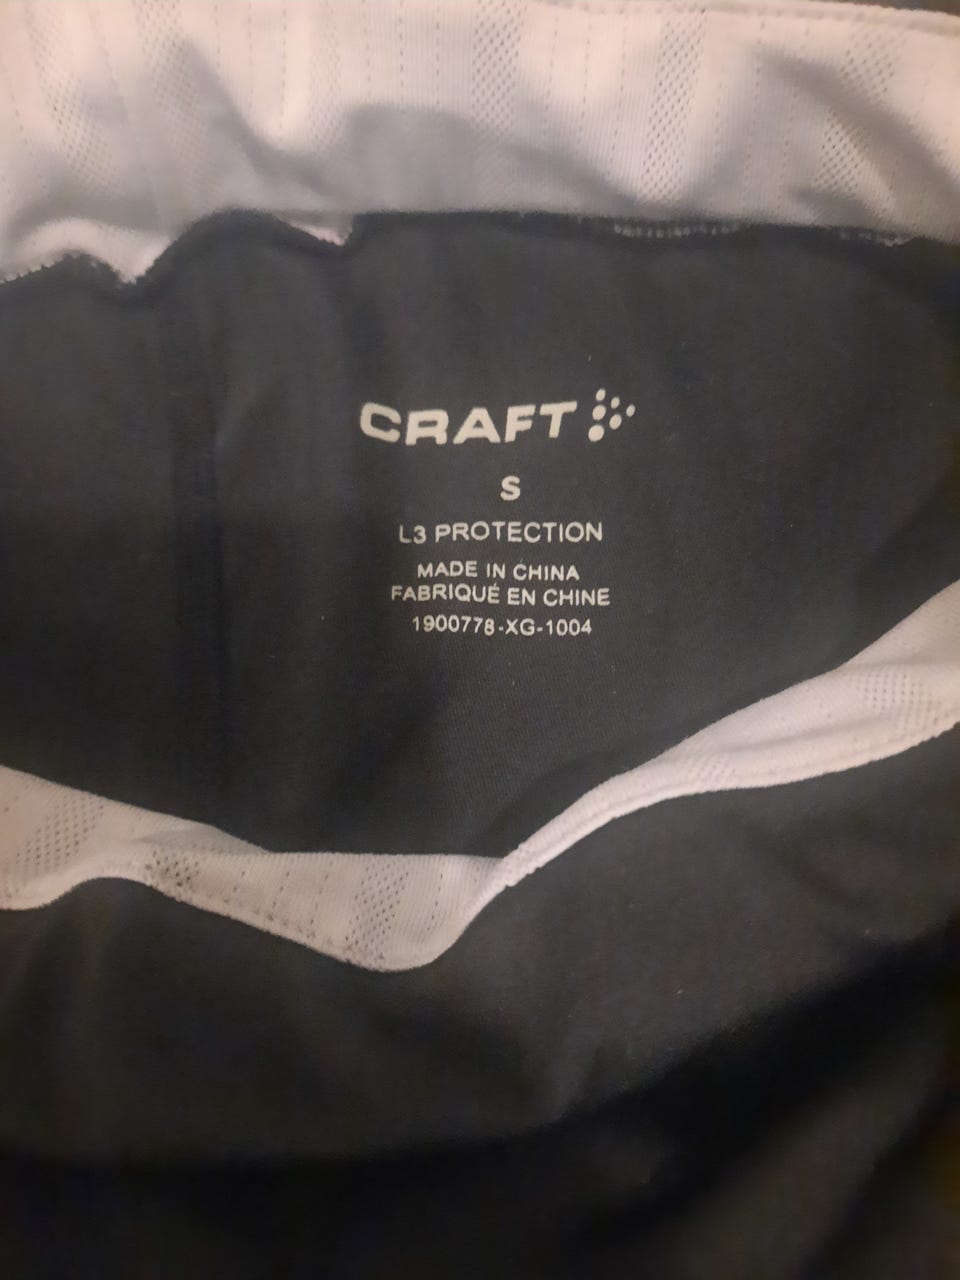 CRAFT
S
L3 PROTECTION
MADE IN CHINA
FABRIQUÉ EN CHINE
1900778-XG-1004